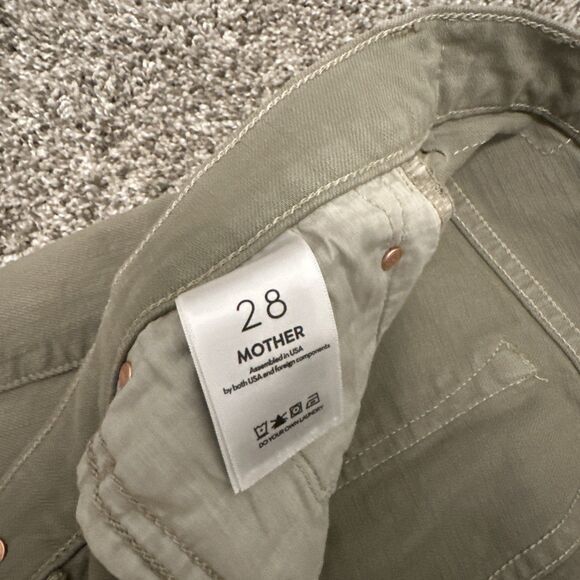 28
MOTHER
Assembled in USA
by both USA and foreign components
DO YOUR OWN LAUNDRY